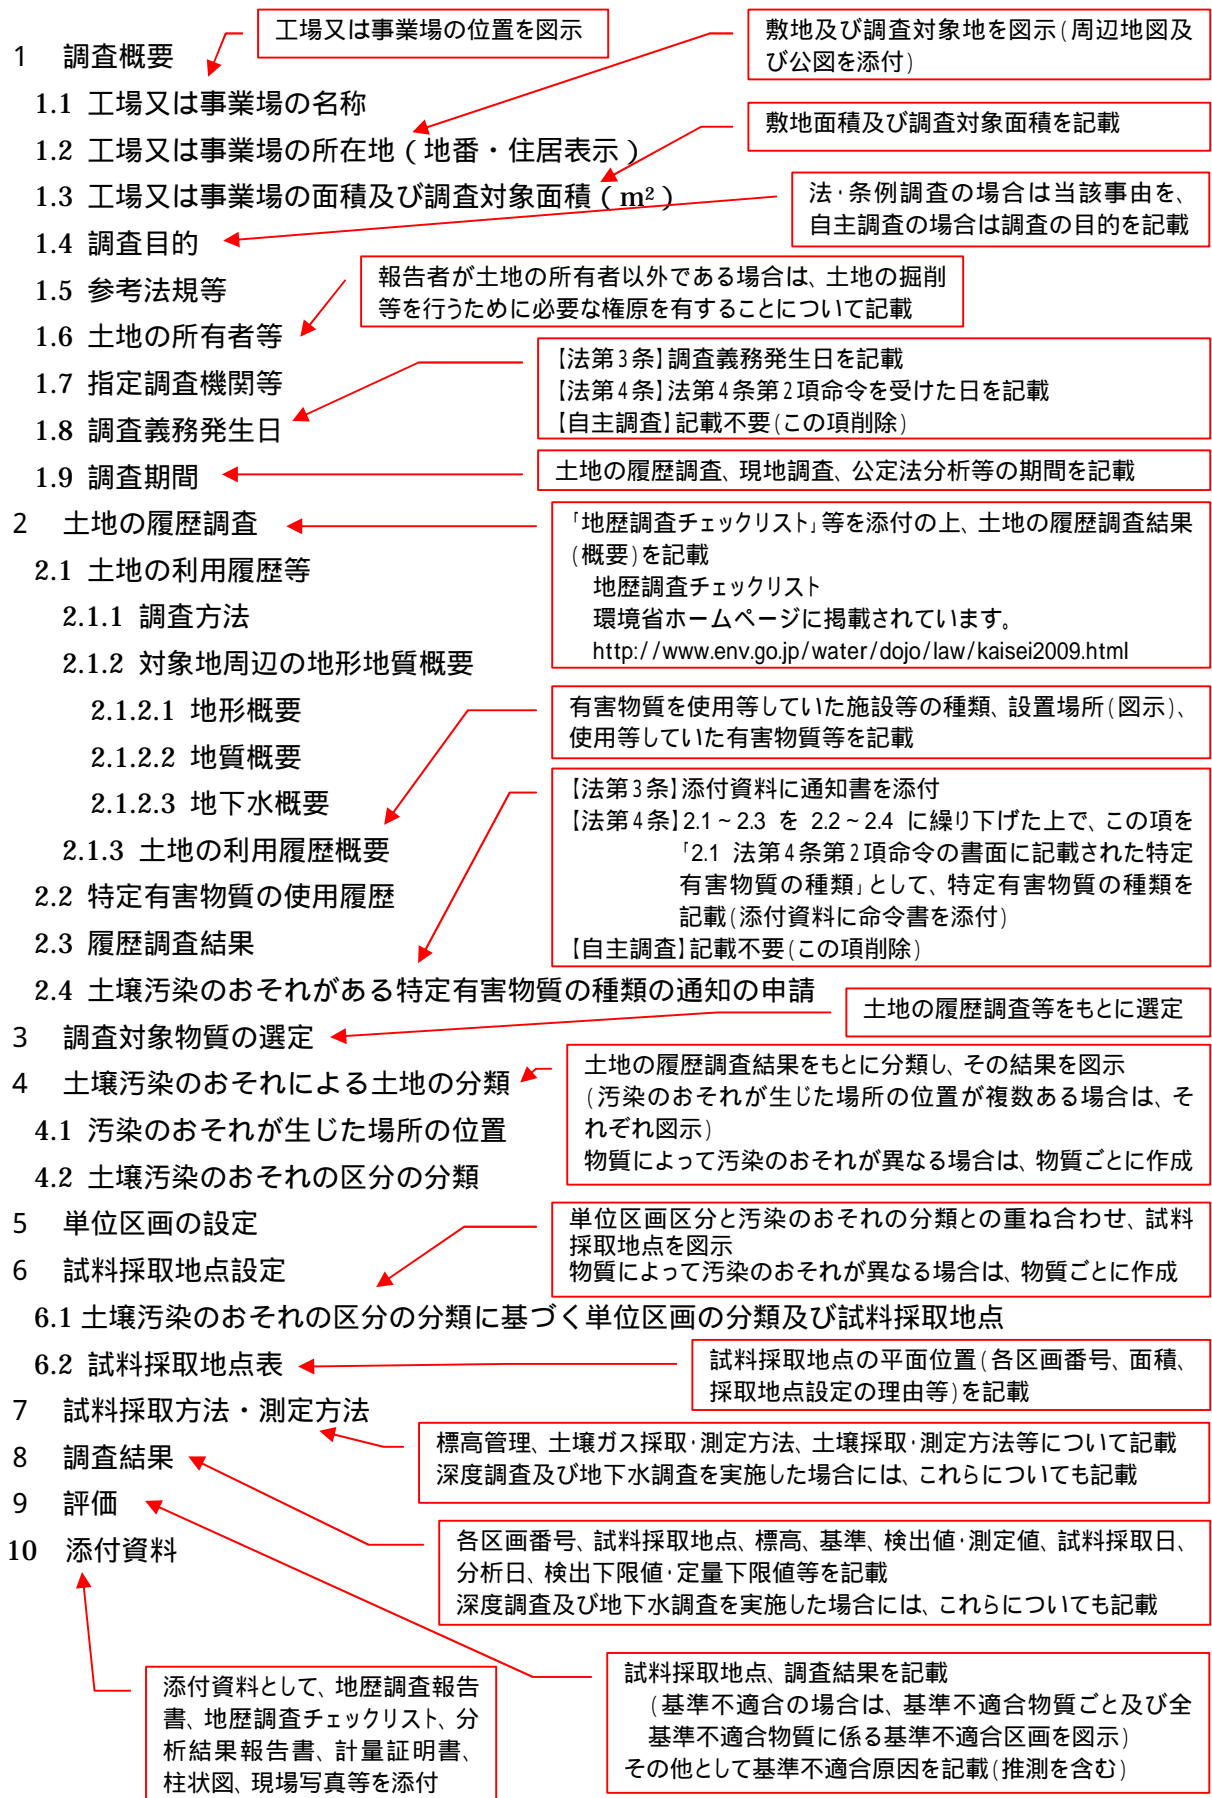 工場又は事業場の位置を図示
敷地及び調査対象地を図示(周辺地図及
び公図を添付)
1 調査概要
1.1 工場又は事業場の名称
敷地面積及び調査対象面積を記載
1.2 工場又は事業場の所在地(地番・住居表示)
1.3 工場又は事業場の面積及び調査対象面積(m²)
法・条例調査の場合は当該事由を、
自主調査の場合は調査の目的を記載
1.4 調査目的
報告者が土地の所有者以外である場合は、土地の掘削
等を行うために必要な権原を有することについて記載
1.5 参考法規等
1.6 土地の所有者等
【法第3条】調査義務発生日を記載
【法第4条】法第4条第2項命令を受けた日を記載
【自主調査】記載不要(この項削除)
1.7 指定調査機関等
1.8 調査義務発生日
1.9 調査期間
土地の履歴調査、現地調査、公定法分析等の期間を記載
2 土地の履歴調査
「地歴調査チェックリスト」等を添付の上、土地の履歴調査結果
(概要)を記載
地歴調査チェックリスト
環境省ホームページに掲載されています。
http://www.env.go.jp/water/dojo/law/kaisei2009.html
2.1 土地の利用履歴等
2.1.1 調査方法
2.1.2 対象地周辺の地形地質概要
2.1.2.1 地形概要
有害物質を使用等していた施設等の種類、設置場所(図示)、
使用等していた有害物質等を記載
2.1.2.2 地質概要
2.1.2.3 地下水概要
【法第3条】添付資料に通知書を添付
【法第4条】2.1~2.3 を 2.2~2.4 に繰り下げた上で、この項を
「2.1 法第4条第2項命令の書面に記載された特定
有害物質の種類」として、特定有害物質の種類を
記載(添付資料に命令書を添付)
【自主調査】記載不要(この項削除)
2.1.3 土地の利用履歴概要
2.2 特定有害物質の使用履歴
2.3 履歴調査結果
2.4 土壌汚染のおそれがある特定有害物質の種類の通知の申請
土地の履歴調査等をもとに選定
3 調査対象物質の選定
4 土壌汚染のおそれによる土地の分類
土地の履歴調査結果をもとに分類し、その結果を図示
(汚染のおそれが生じた場所の位置が複数ある場合は、そ
れぞれ図示)
物質によって汚染のおそれが異なる場合は、物質ごとに作成
4.1 汚染のおそれが生じた場所の位置
4.2 土壌汚染のおそれの区分の分類
5 単位区画の設定
単位区画区分と汚染のおそれの分類との重ね合わせ、試料
採取地点を図示
物質によって汚染のおそれが異なる場合は、物質ごとに作成
6 試料採取地点設定
6.1 土壌汚染のおそれの区分の分類に基づく単位区画の分類及び試料採取地点
6.2 試料採取地点表
試料採取地点の平面位置(各区画番号、面積、
採取地点設定の理由等)を記載
7 試料採取方法・測定方法
標高管理、土壌ガス採取・測定方法、土壌採取・測定方法等について記載
深度調査及び地下水調査を実施した場合には、これらについても記載
8 調査結果
9 評価
各区画番号、試料採取地点、標高、基準、検出値・測定値、試料採取日、
分析日、検出下限値・定量下限値等を記載
深度調査及び地下水調査を実施した場合には、これらについても記載
10 添付資料
添付資料として、地歴調査報告
書、地歴調査チェックリスト、分
析結果報告書、計量証明書、
柱状図、現場写真等を添付
試料採取地点、調査結果を記載
(基準不適合の場合は、基準不適合物質ごと及び全
基準不適合物質に係る基準不適合区画を図示)
その他として基準不適合原因を記載(推測を含む)